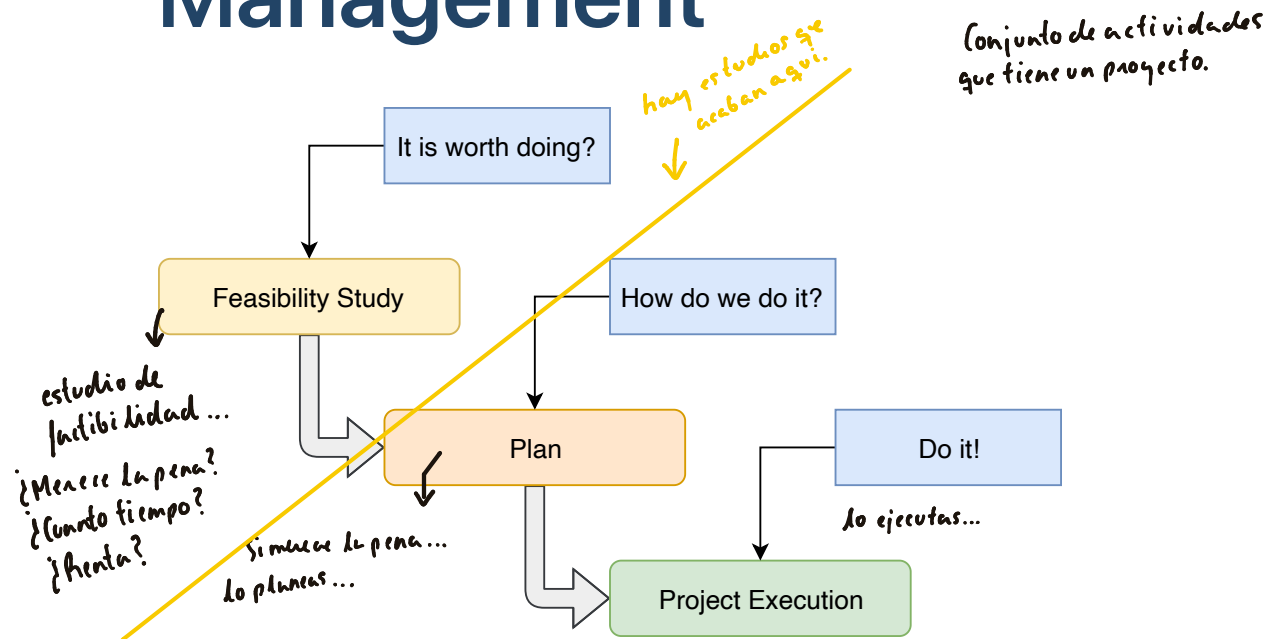 Management
Conjunto de actividades
que tiene un proyecto.
hay estudios que
acaban aqui.
It is worth doing?
Feasibility Study
How do we do it?
estudio de
factibilidad ...
¿Merece la pena?
¿Cuanto tiempo?
¿Renta?
Plan
Do it!
Si merece la pena ...
lo planeas ...
lo ejecutas...
Project Execution